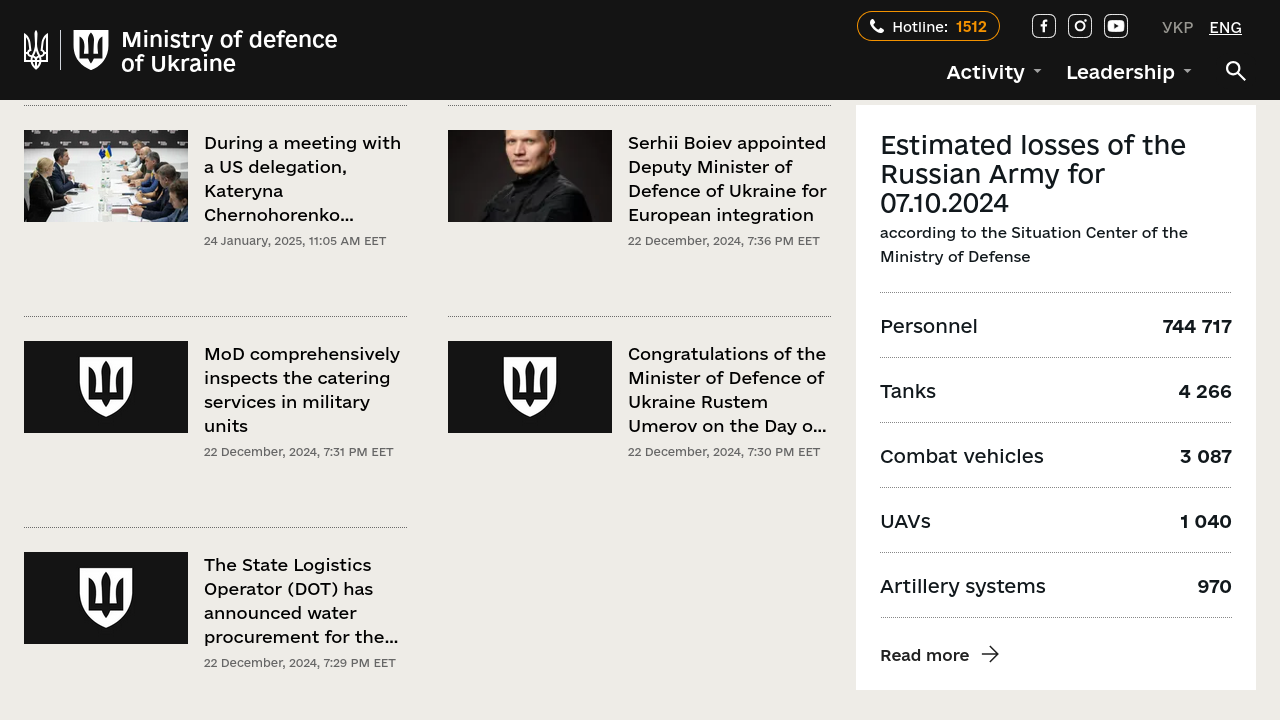 Ministry of defence
of Ukraine
Hotline: 1512
УКР
ENG
Activity
Leadership
During a meeting with
a US delegation,
Kateryna
Chernohorenko...
24 January, 2025, 11:05 AM EET
Serhii Boiev appointed
Deputy Minister of
Defence of Ukraine for
European integration
22 December, 2024, 7:36 PM EET
MoD comprehensively
inspects the catering
services in military
units
22 December, 2024, 7:31 PM EET
Congratulations of the
Minister of Defence of
Ukraine Rustem
Umerov on the Day o...
22 December, 2024, 7:30 PM EET
The State Logistics
Operator (DOT) has
announced water
procurement for the...
22 December, 2024, 7:29 PM EET
Estimated losses of the
Russian Army for
07.10.2024
according to the Situation Center of the
Ministry of Defense
Personnel 744 717
Tanks 4 266
Combat vehicles 3 087
UAVs 1 040
Artillery systems 970
Read more